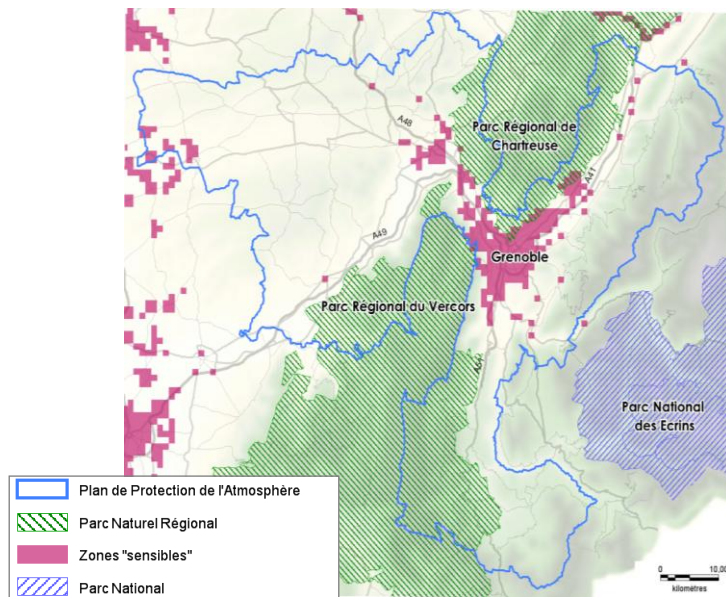 Parc Régional de
Chartreuse
A48
A41
A49
Grenoble
Parc Régional du Vercors
Parc National
des Ecrins
Plan de Protection de l'Atmosphère
Parc Naturel Régional
Zones "sensibles"
Parc National
0
kilomètres